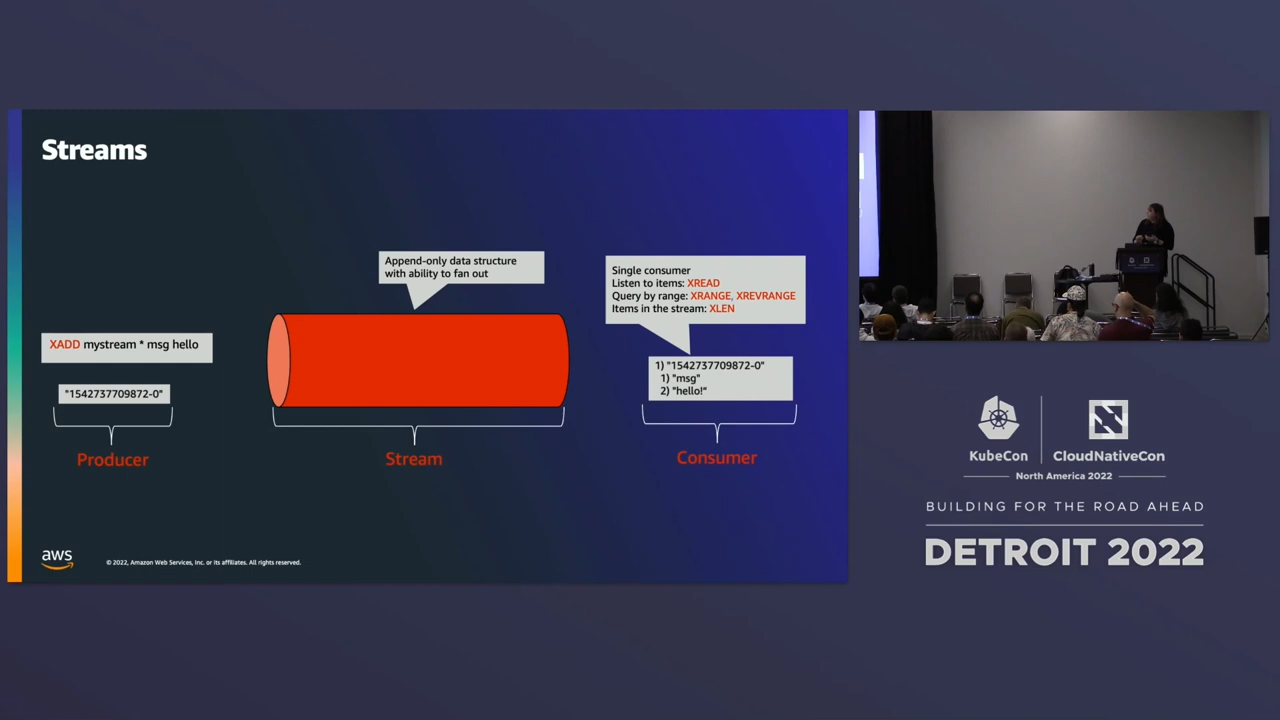 Streams
Append-only data structure
with ability to fan out
Single consumer
Listen to items: XREAD
Query by range: XRANGE, XREVRANGE
Items in the stream: XLEN
XADD mystream * msg hello
"1542737709872-0"
1) "1542737709872-0"
1) "msg"
2) "hello!"
Producer
Stream
Consumer
aws
© 2022, Amazon Web Services, Inc. or its affiliates. All rights reserved.
KubeCon
CloudNativeCon
North America 2022
BUILDING FOR THE ROAD AHEAD
DETROIT 2022